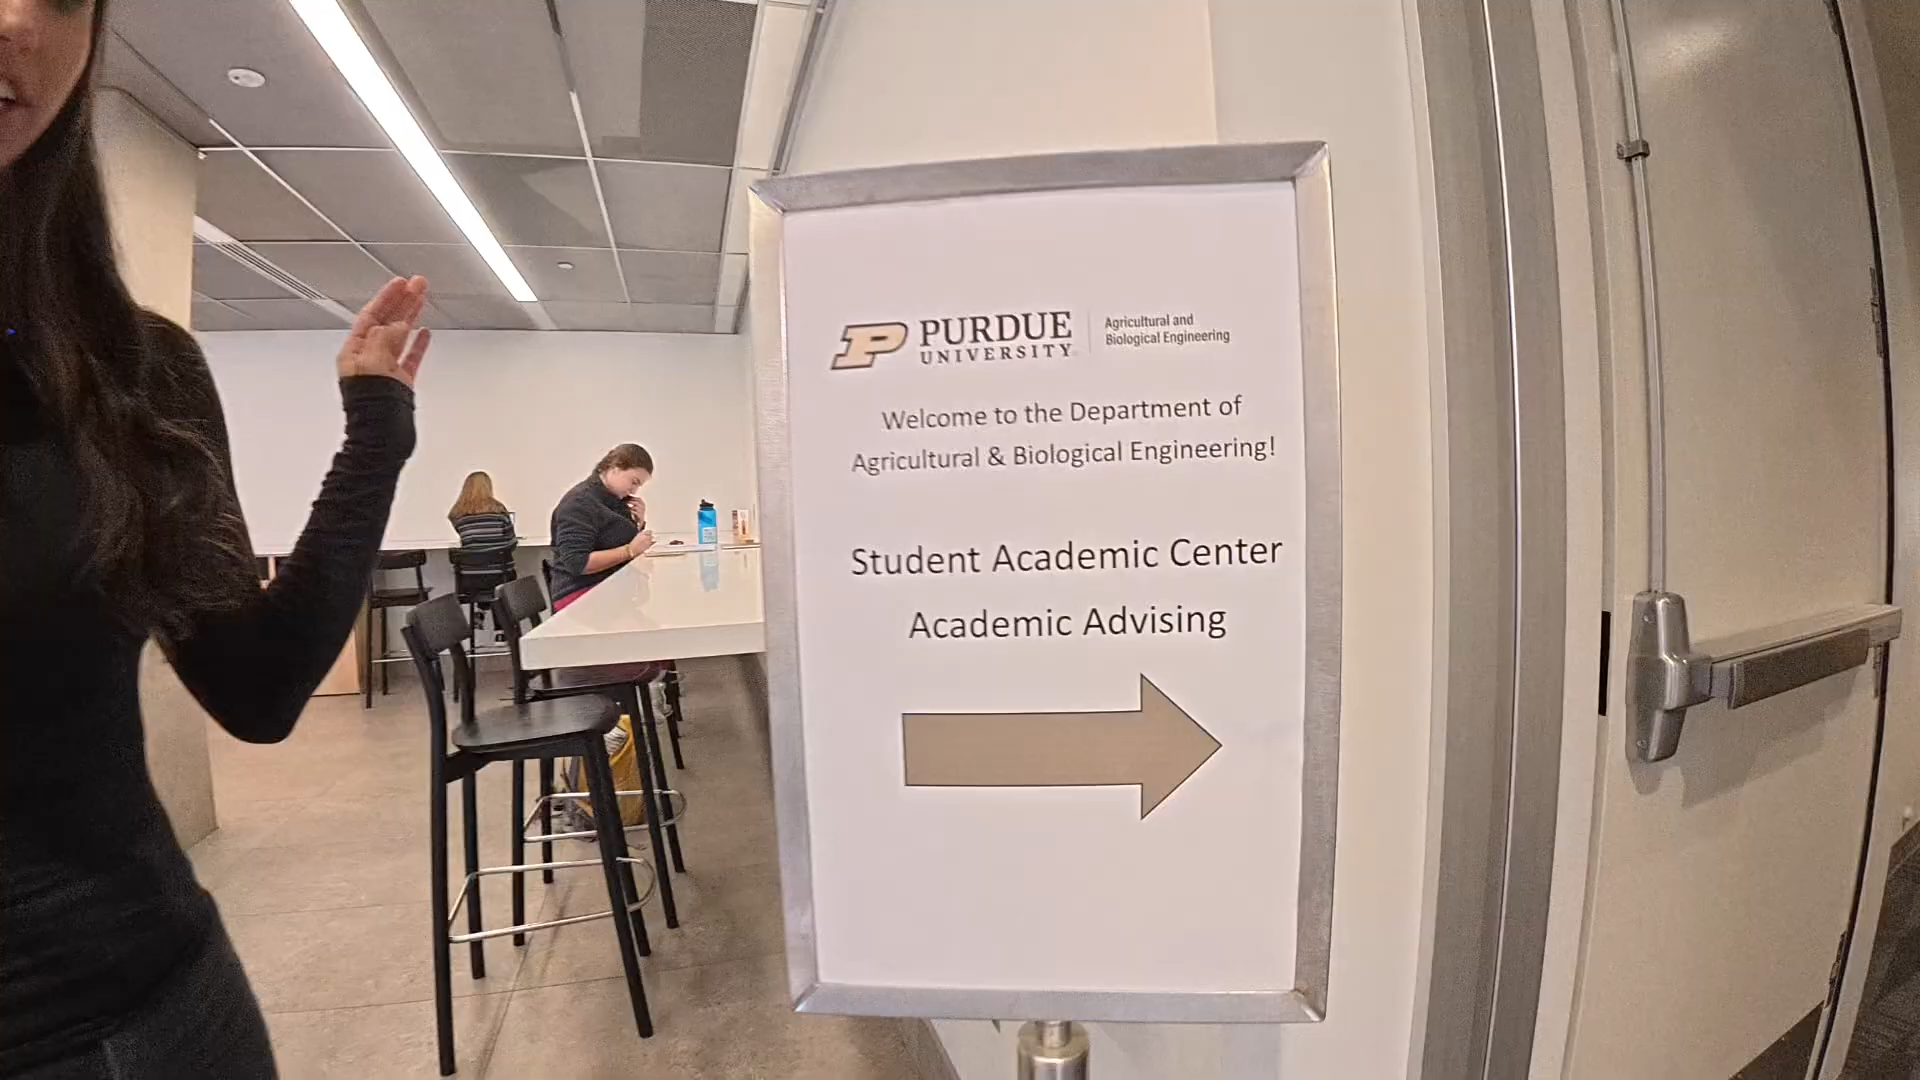 PURDUE
UNIVERSITY
Agricultural and
Biological Engineering
Welcome to the Department of
Agricultural & Biological Engineering!
Student Academic Center
Academic Advising